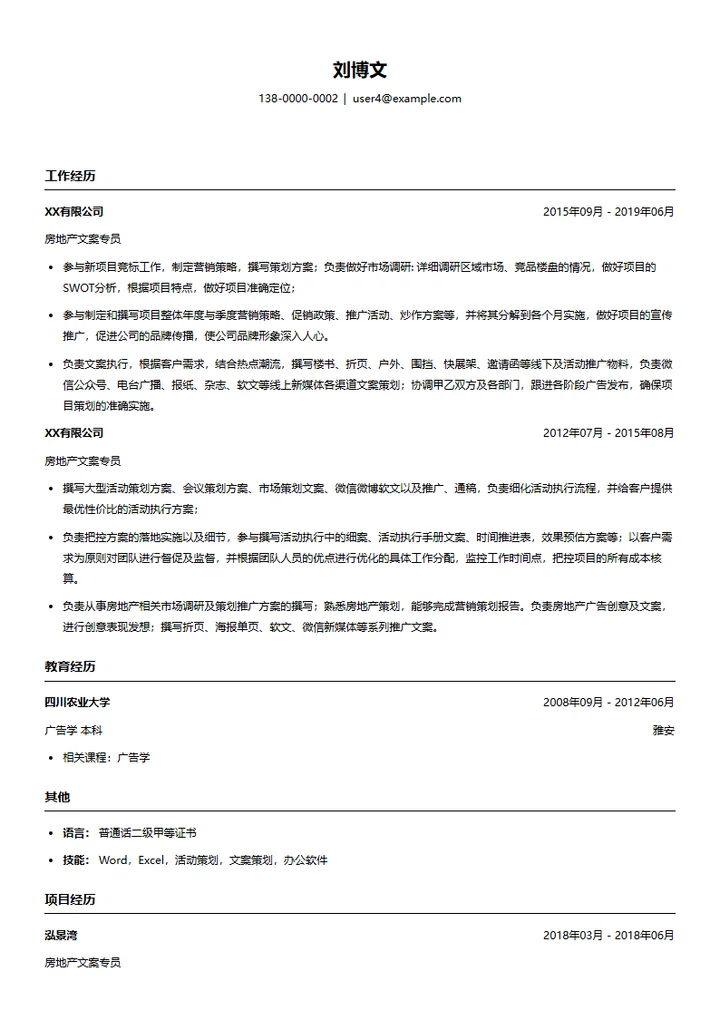 刘博文
138-0000-0002 | user4@example.com
工作经历
XX有限公司 2015年09月 - 2019年06月
房地产文案专员
• 参与新项目竞标工作，制定营销策略，撰写策划方案；负责做好市场调研: 详细调研区域市场、竞品楼盘的情况，做好项目的
SWOT分析，根据项目特点，做好项目准确定位；
• 参与制定和撰写项目整体年度与季度营销策略、促销政策、推广活动、炒作方案等，并将其分解到各个月实施，做好项目的宣传
推广，促进公司的品牌传播，使公司品牌形象深入人心。
• 负责文案执行，根据客户需求，结合热点潮流，撰写楼书、折页、户外、围挡、快展架、邀请函等线下及活动推广物料，负责微
信公众号、电台广播、报纸、杂志、软文等线上新媒体各渠道文案策划；协调甲乙双方及各部门，跟进各阶段广告发布，确保项
目策划的准确实施。
XX有限公司 2012年07月 - 2015年08月
房地产文案专员
• 撰写大型活动策划方案、会议策划方案、市场策划文案、微信微博软文以及推广、通稿，负责细化活动执行流程，并给客户提供
最优性价比的活动执行方案；
• 负责把控方案的落地实施以及细节，参与撰写活动执行中的细案、活动执行手册文案、时间推进表，效果预估方案等；以客户需
求为原则对团队进行督促及监督，并根据团队人员的优点进行优化的具体工作分配，监控工作时间点，把控项目的所有成本核
算。
• 负责从事房地产相关市场调研及策划推广方案的撰写；熟悉房地产策划，能够完成营销策划报告。负责房地产广告创意及文案，
进行创意表现发想；撰写折页、海报单页、软文、微信新媒体等系列推广文案。
教育经历
四川农业大学 2008年09月 - 2012年06月
广告学 本科 雅安
• 相关课程：广告学
其他
• 语言： 普通话二级甲等证书
• 技能： Word，Excel，活动策划，文案策划，办公软件
项目经历
泓景湾 2018年03月 - 2018年06月
房地产文案专员